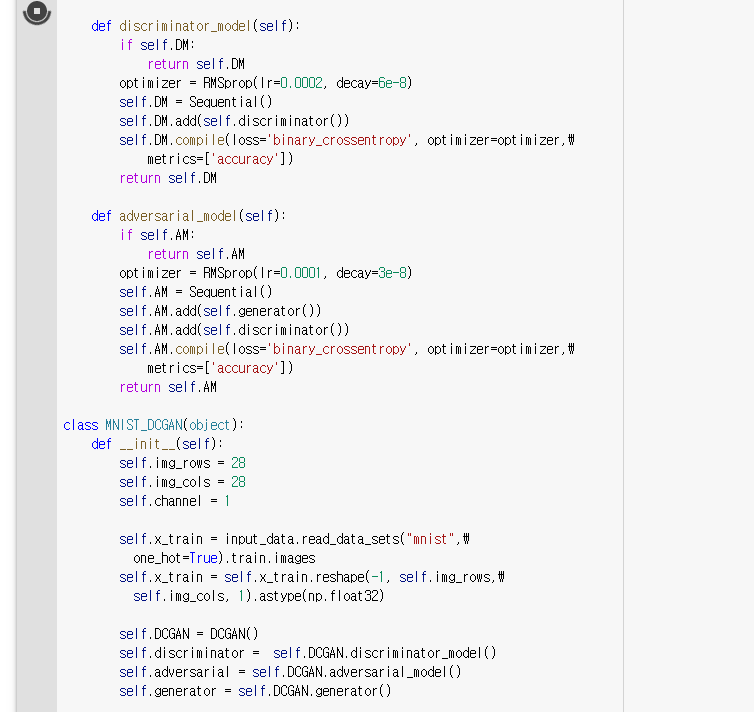 def discriminator_model(self):
        if self.DM:
            return self.DM
        optimizer = RMSprop(lr=0.0002, decay=6e-8)
        self.DM = Sequential()
        self.DM.add(self.discriminator())
        self.DM.compile(loss='binary_crossentropy', optimizer=optimizer,₩
            metrics=['accuracy'])
        return self.DM

    def adversarial_model(self):
        if self.AM:
            return self.AM
        optimizer = RMSprop(lr=0.0001, decay=3e-8)
        self.AM = Sequential()
        self.AM.add(self.generator())
        self.AM.add(self.discriminator())
        self.AM.compile(loss='binary_crossentropy', optimizer=optimizer,₩
            metrics=['accuracy'])
        return self.AM

class MNIST_DCGAN(object):
    def __init__(self):
        self.img_rows = 28
        self.img_cols = 28
        self.channel = 1

        self.x_train = input_data.read_data_sets("mnist",₩
          one_hot=True).train.images
        self.x_train = self.x_train.reshape(-1, self.img_rows,₩
          self.img_cols, 1).astype(np.float32)

        self.DCGAN = DCGAN()
        self.discriminator =  self.DCGAN.discriminator_model()
        self.adversarial = self.DCGAN.adversarial_model()
        self.generator = self.DCGAN.generator()